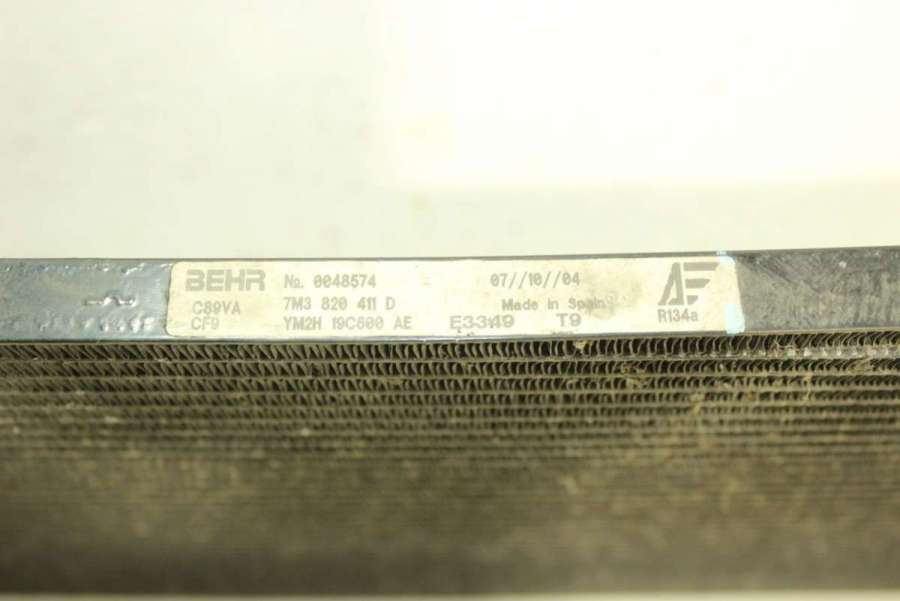 BEHR No. 0048574 07//10//04
C89VA 7M3 820 411 D Made in Spain
CF9 YM2H 19C600 AE E3349 T9 R134a